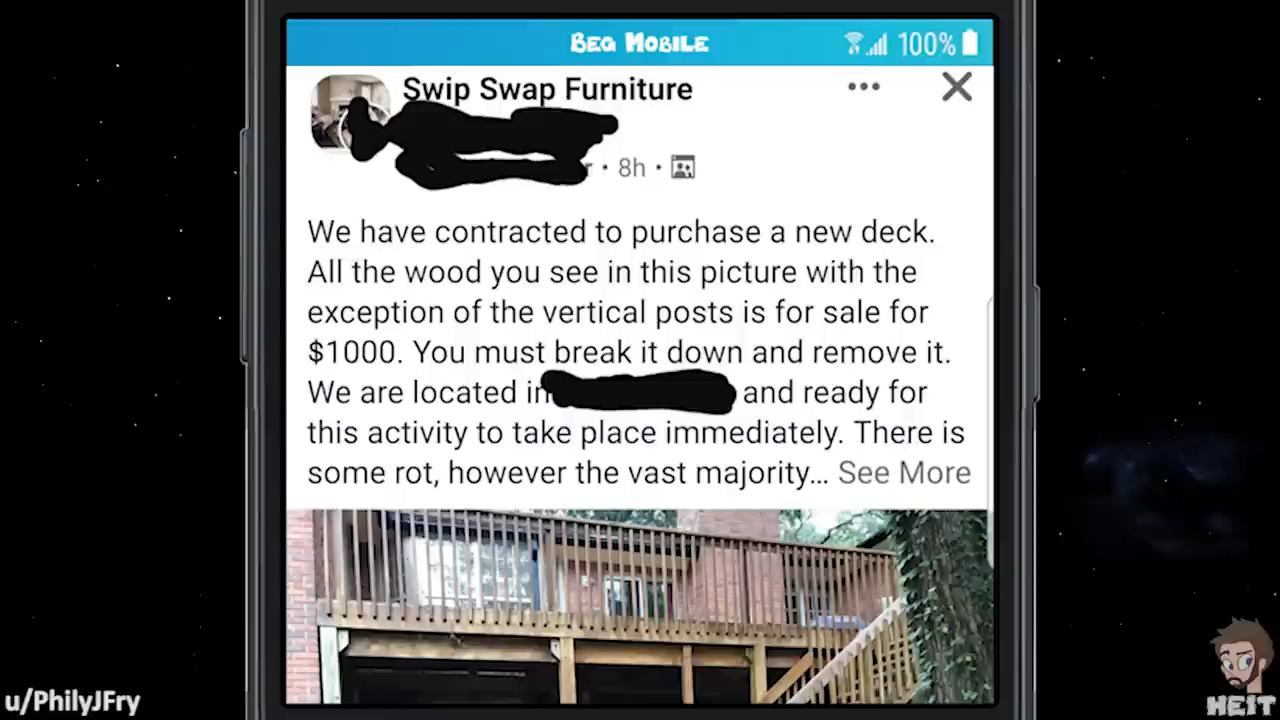 BEG MOBILE
100%
Swip Swap Furniture
r · 8h ·
We have contracted to purchase a new deck.
All the wood you see in this picture with the
exception of the vertical posts is for sale for
$1000. You must break it down and remove it.
We are located in and ready for
this activity to take place immediately. There is
some rot, however the vast majority... See More
u/PhilyJFry
HEIT